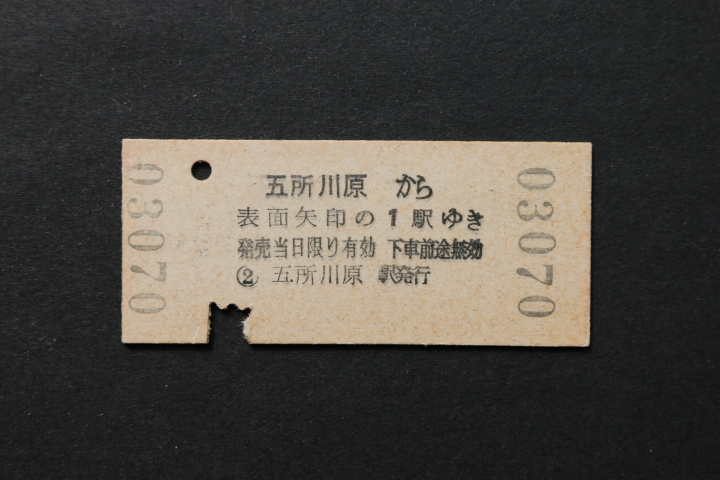 03070
五所川原 から
表面矢印の1駅ゆき
発売当日限り有効 下車前途無効
② 五所川原 駅発行
03070